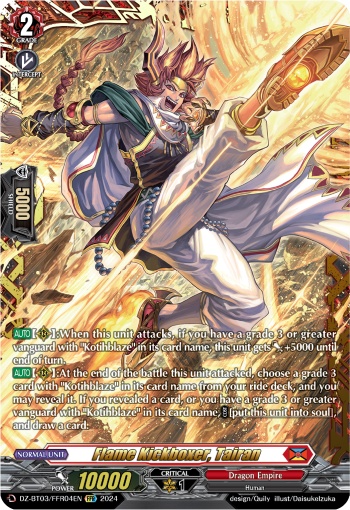 2
GRADE
INTERCEPT
5000
SHIELD
AUTO [R]:When this unit attacks, if you have a grade 3 or greater
vanguard with "Kotihblaze" in its card name, this unit gets +5000 until
end of turn.
AUTO [R]:At the end of the battle this unit attacked, choose a grade 3
card with "Kotihblaze" in its card name from your ride deck, and you
may reveal it. If you revealed a card, or you have a grade 3 or greater
vanguard with "Kotihblaze" in its card name, COST [put this unit into soul],
and draw a card.
NORMAL UNIT
Flame Kickboxer, Tairan
POWER 10000
CRITICAL
1
Dragon Empire
Human
DZ-BT03/FFR04EN FFR 2024
design/Quily illust/Daisukelzuka